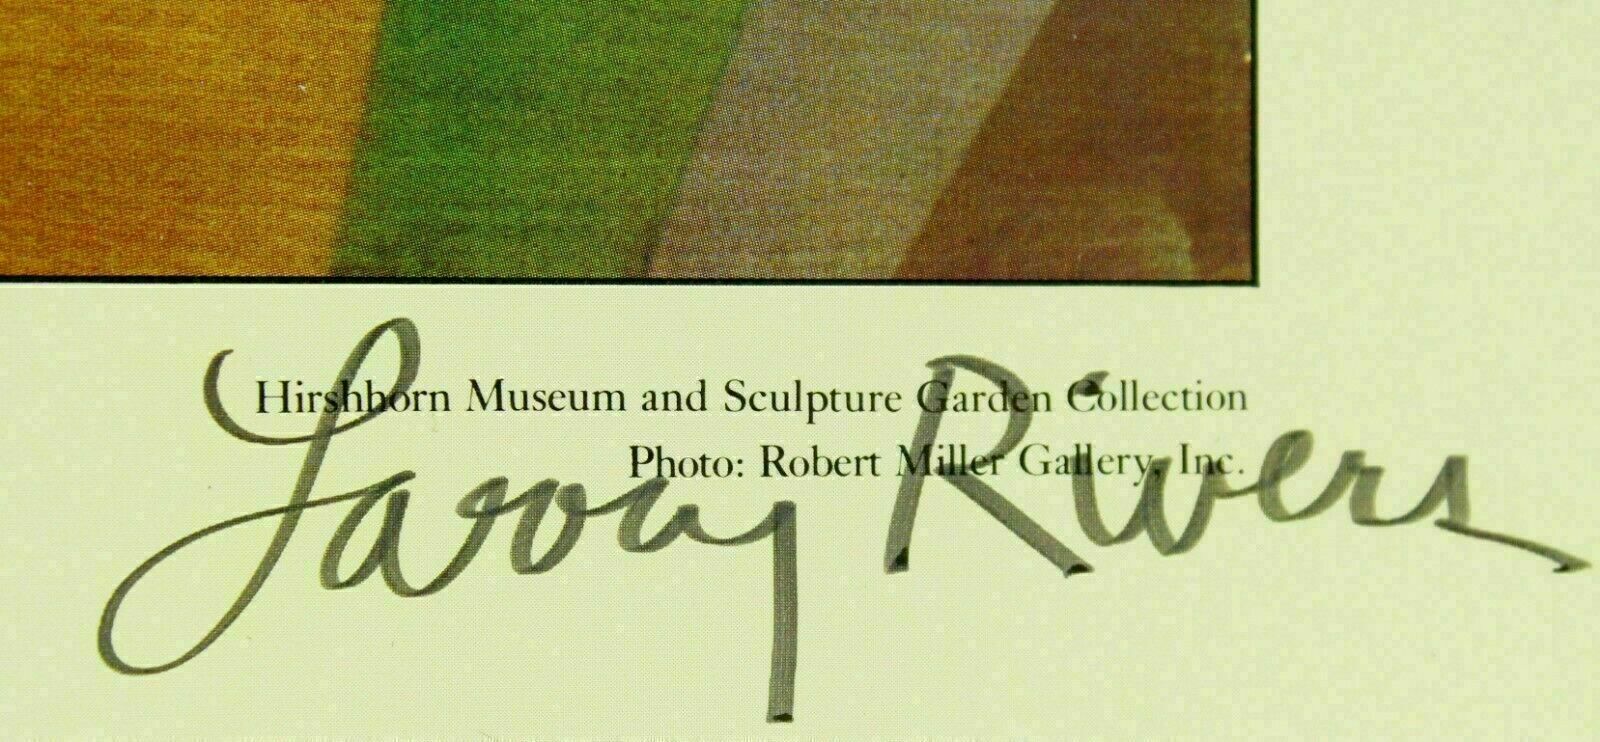 Hirshhorn Museum and Sculpture Garden Collection
Photo: Robert Miller Gallery, Inc.
Larry Rivers